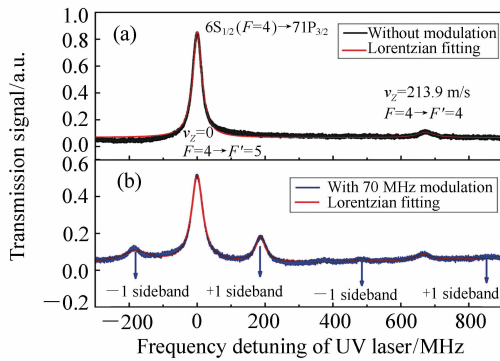 (a)
6S1/2(F=4)→71P3/2
Without modulation
Lorentzian fitting
vZ=213.9 m/s
F=4→F'=4
vZ=0
F=4→F'=5
1.0
0.8
0.6
0.4
0.2
0.0
Transmission signal/a.u.
(b)
With 70 MHz modulation
Lorentzian fitting
0.6
0.4
0.2
0.0
−0.2
−1 sideband
+1 sideband
−1 sideband
+1 sideband
−200
0
200
400
600
800
Frequency detuning of UV laser/MHz